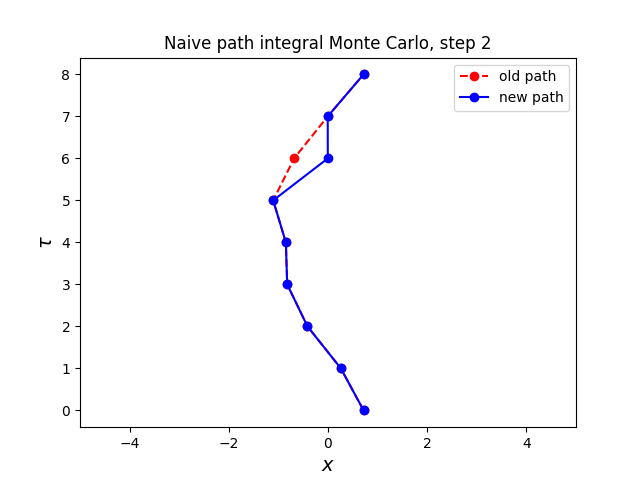 Naive path integral Monte Carlo, step 2
old path
new path
8
7
6
5
4
3
2
1
0
τ
−4 −2 0 2 4
x